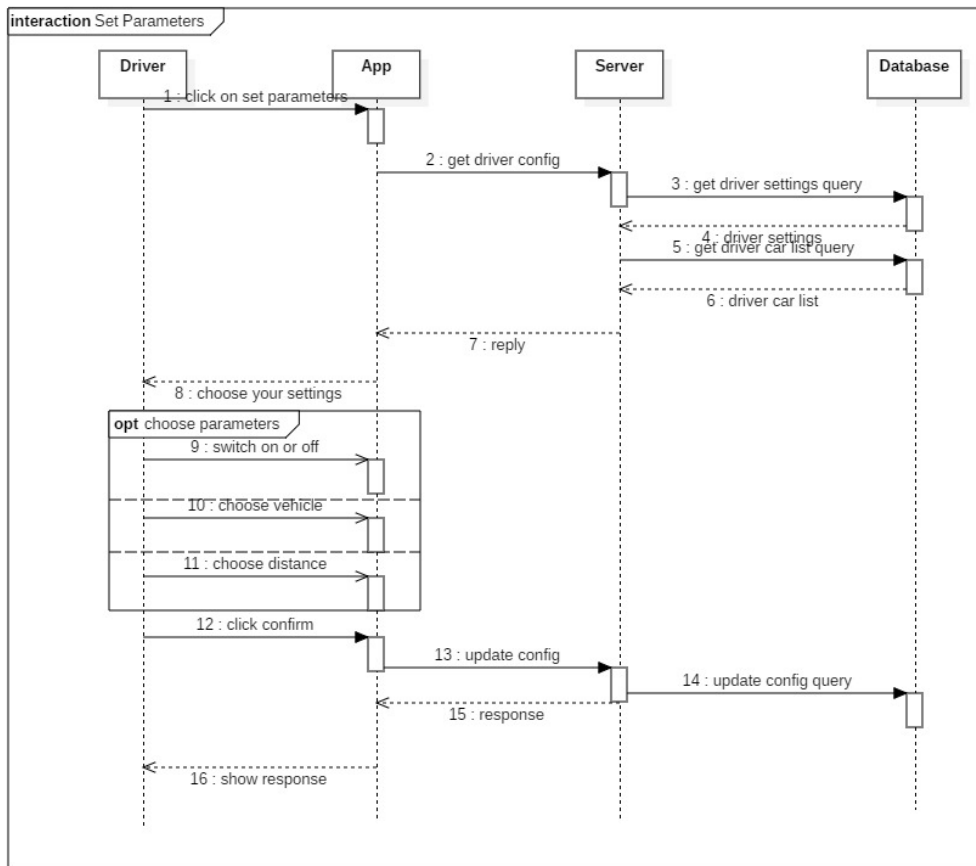 interaction Set Parameters
Driver
App
Server
Database
1 : click on set parameters
2 : get driver config
3 : get driver settings query
4 : driver settings
5 : get driver car list query
6 : driver car list
7 : reply
8 : choose your settings
opt choose parameters
9 : switch on or off
10 : choose vehicle
11 : choose distance
12 : click confirm
13 : update config
14 : update config query
15 : response
16 : show response